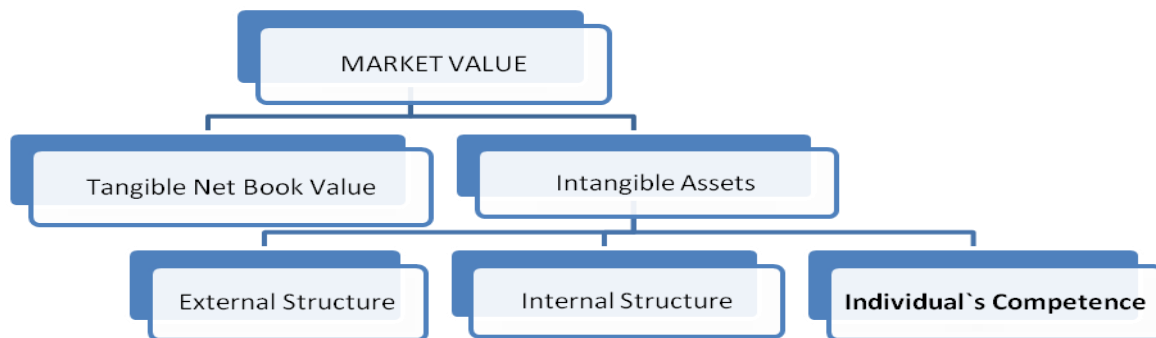 MARKET VALUE
Tangible Net Book Value
Intangible Assets
External Structure
Internal Structure
Individual`s Competence